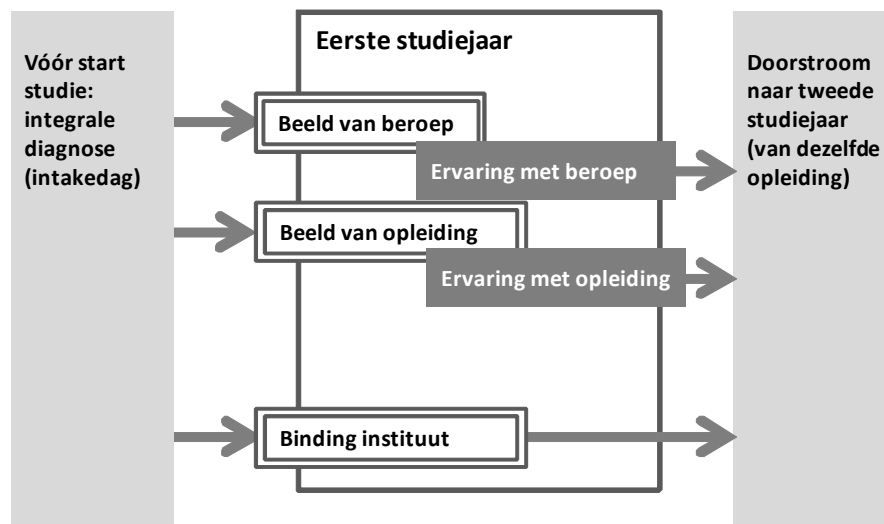 Vóór start
studie:
integrale
diagnose
(intakedag)
Eerste studiejaar
Beeld van beroep
Ervaring met beroep
Beeld van opleiding
Ervaring met opleiding
Binding instituut
Doorstroom
naar tweede
studiejaar
(van dezelfde
opleiding)